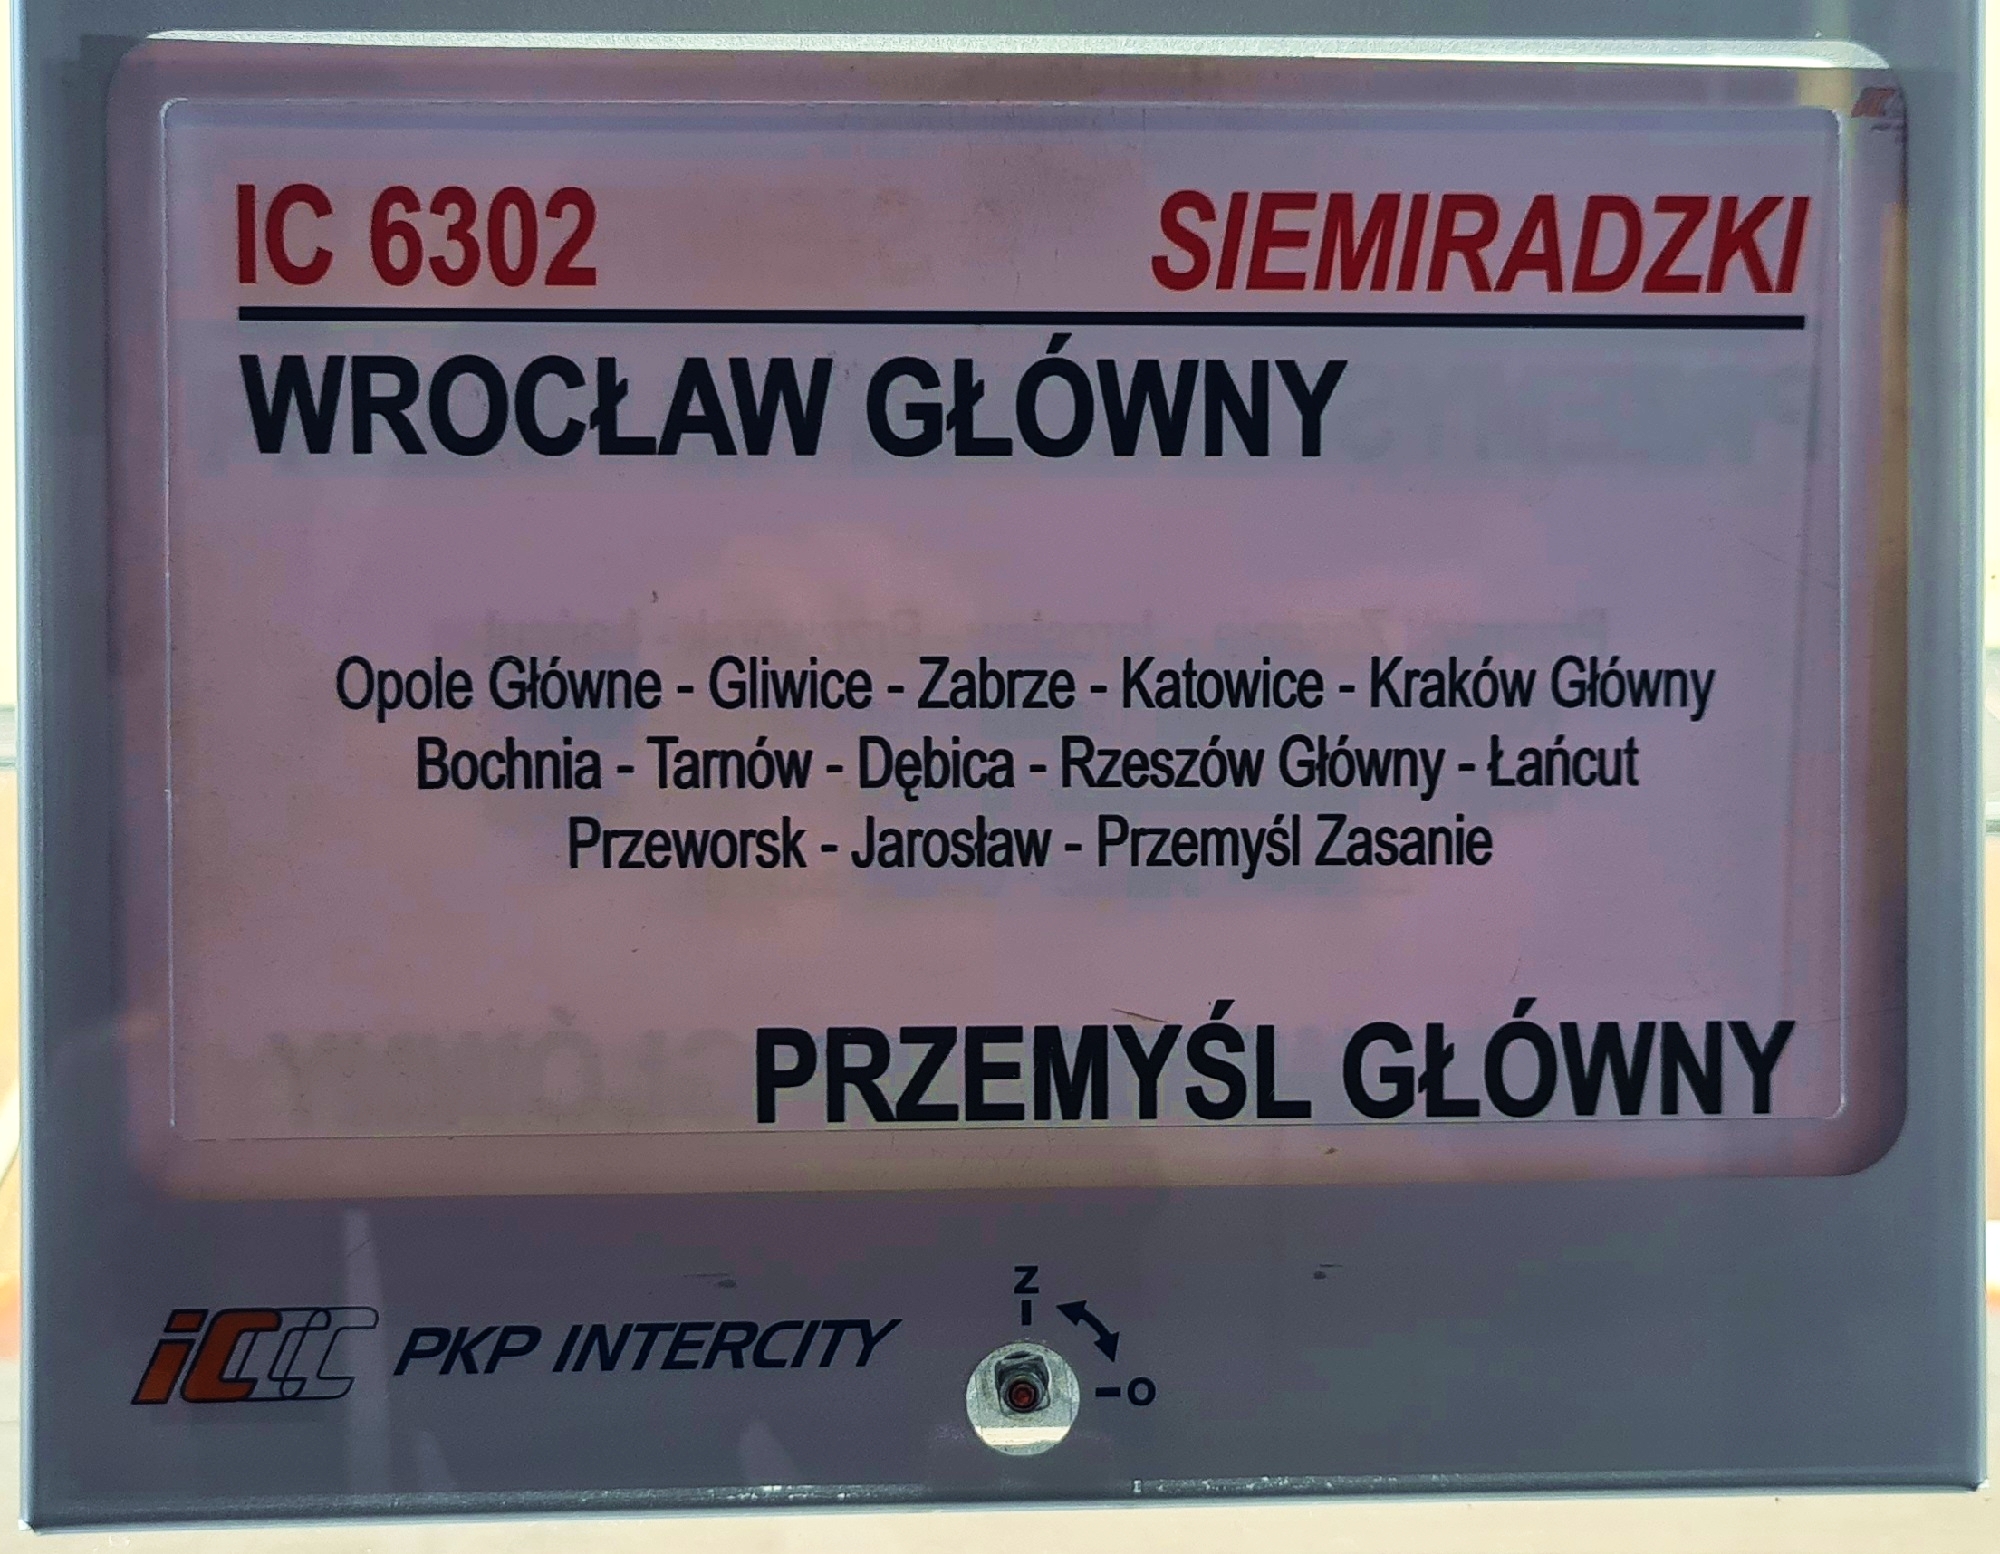 IC 6302 SIEMIRADZKI
WROCŁAW GŁÓWNY
Opole Główne - Gliwice - Zabrze - Katowice - Kraków Główny
Bochnia - Tarnów - Dębica - Rzeszów Główny - Łańcut
Przeworsk - Jarosław - Przemyśl Zasanie
PRZEMYŚL GŁÓWNY
Z
IC PKP INTERCITY
O